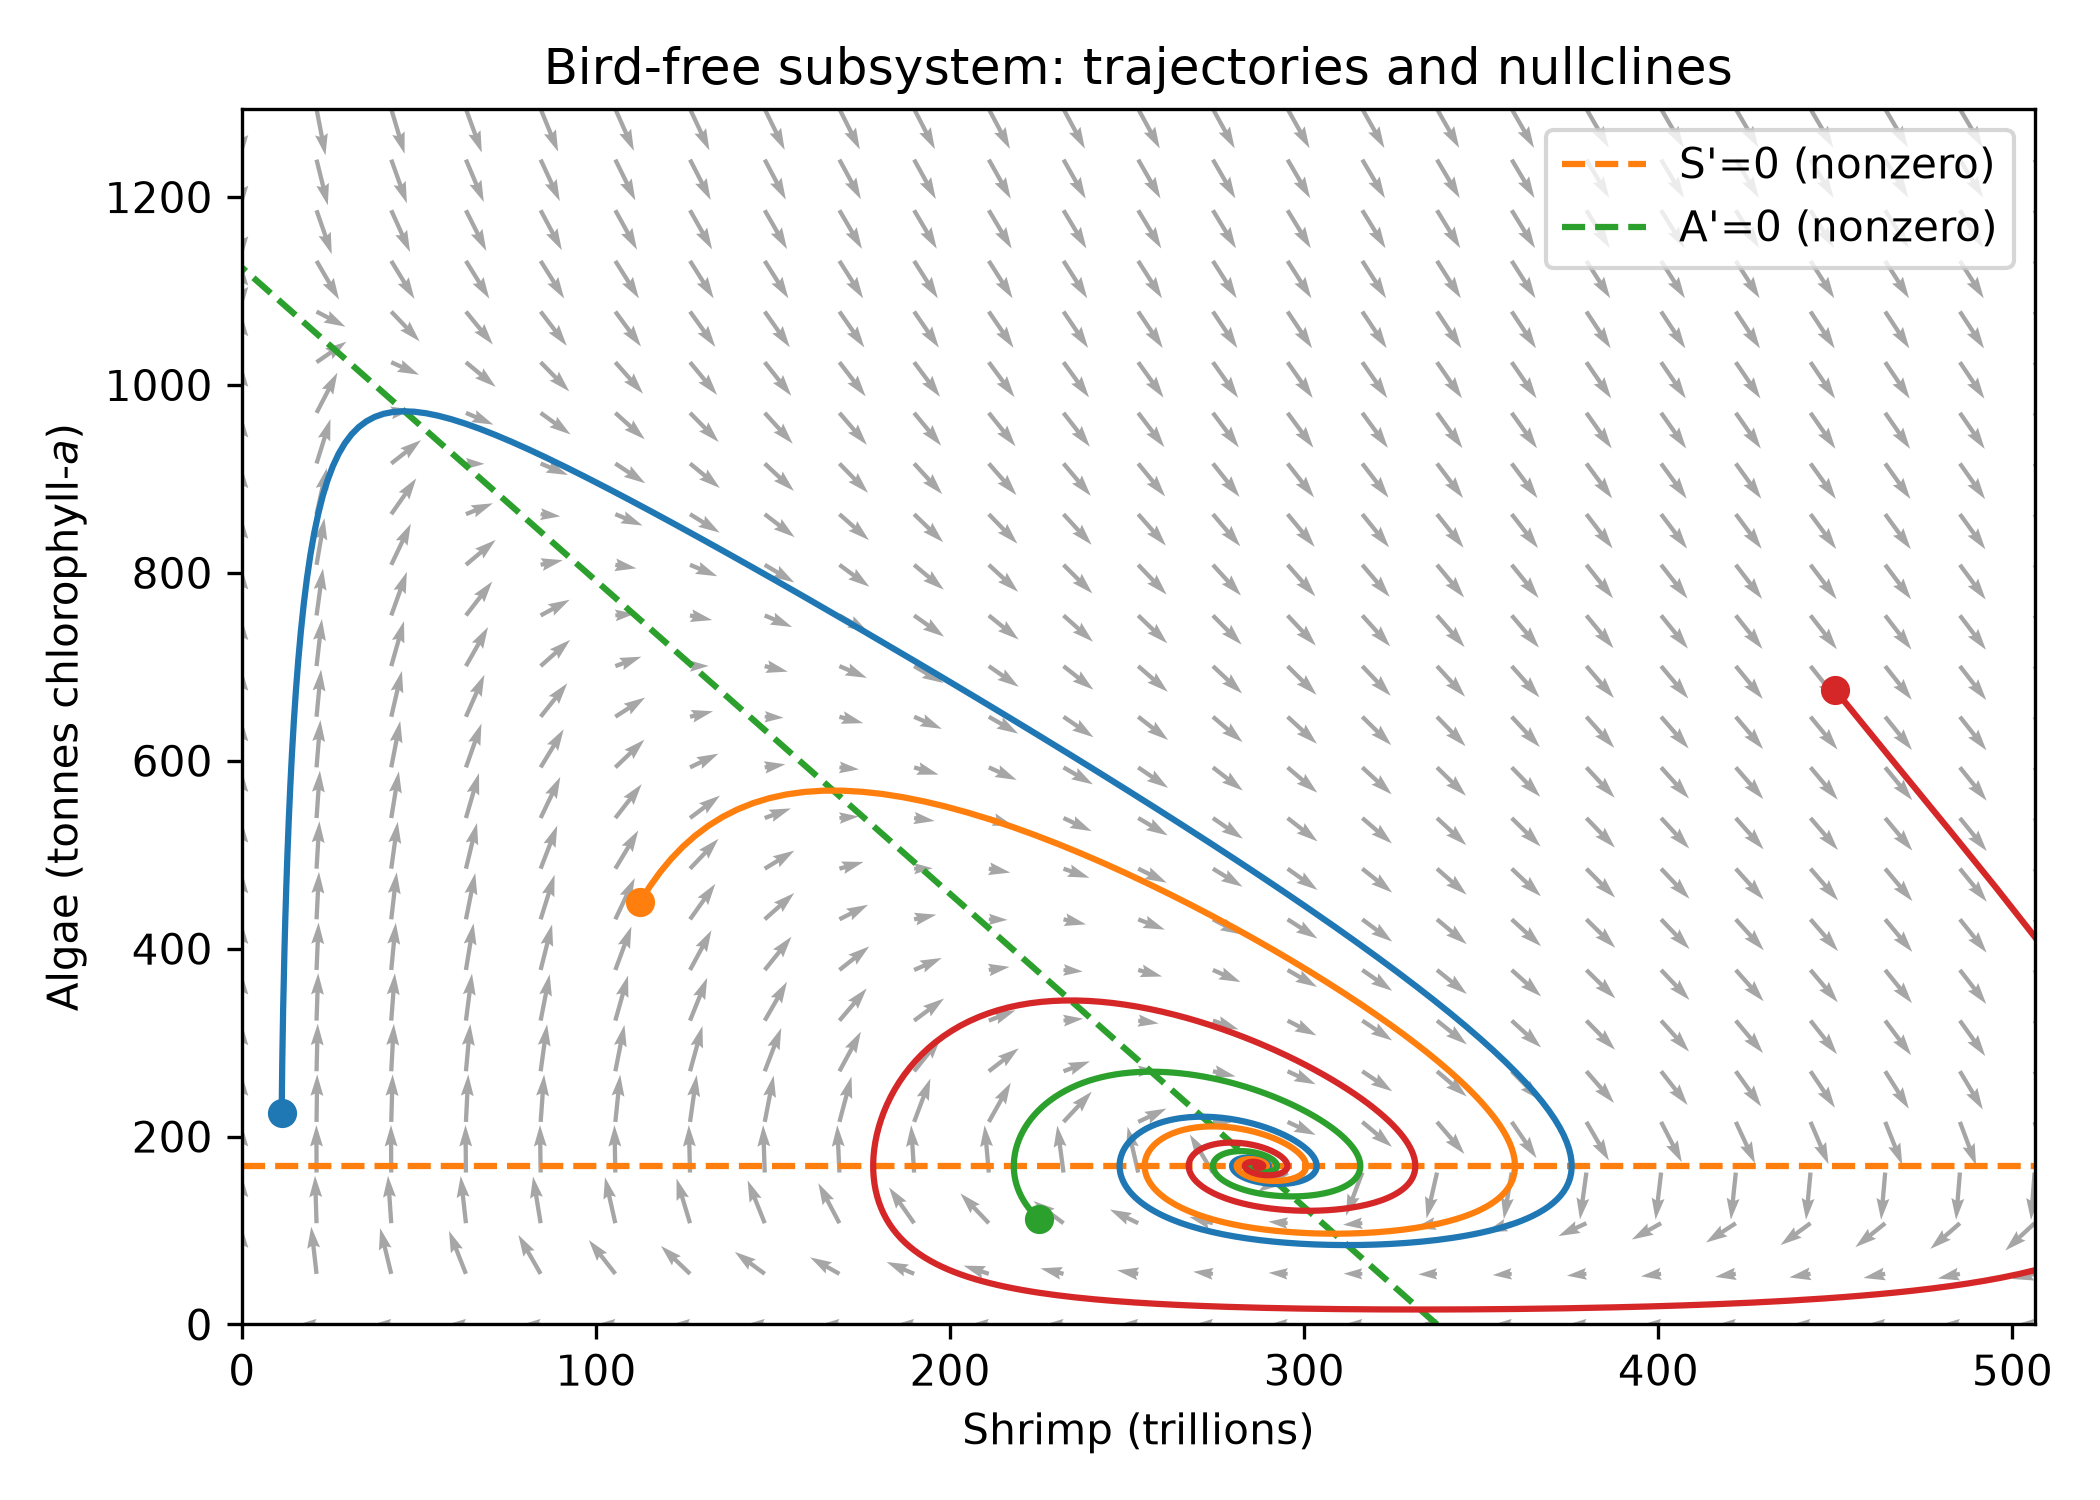 Bird-free subsystem: trajectories and nullclines
S'=0 (nonzero)
A'=0 (nonzero)
Algae (tonnes chlorophyll-a)
1200
1000
800
600
400
200
0
0 100 200 300 400 500
Shrimp (trillions)